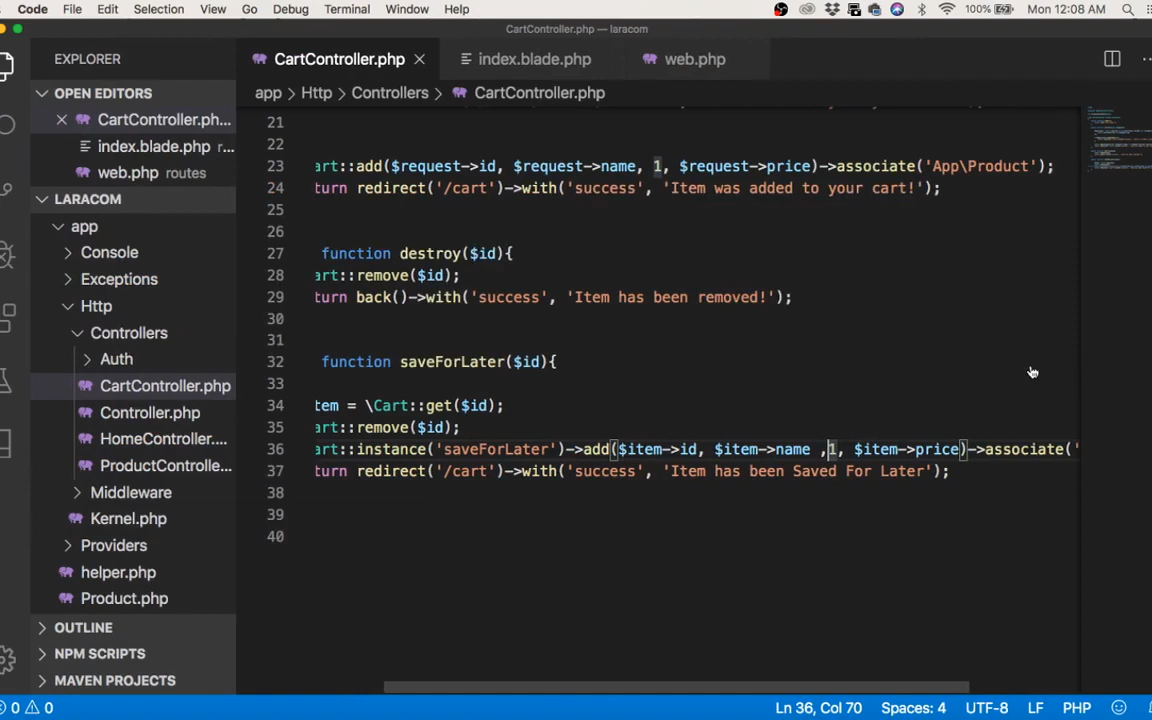 Code File Edit Selection View Go Debug Terminal Window Help 100% Mon 12:08 AM
CartController.php — laracom
EXPLORER CartController.php index.blade.php web.php
OPEN EDITORS app > Http > Controllers > CartController.php
CartController.ph...
index.blade.php r...
web.php routes
LARACOM
app
Console
Exceptions
Http
Controllers
Auth
CartController.php
Controller.php
HomeController....
ProductControlle...
Middleware
Kernel.php
Providers
helper.php
Product.php
OUTLINE
NPM SCRIPTS
MAVEN PROJECTS
21
22
23 art::add($request->id, $request->name, 1, $request->price)->associate('App\Product');
24 turn redirect('/cart')->with('success', 'Item was added to your cart!');
25
26
27 function destroy($id){
28 art::remove($id);
29 turn back()->with('success', 'Item has been removed!');
30
31
32 function saveForLater($id){
33
34 tem = \Cart::get($id);
35 art::remove($id);
36 art::instance('saveForLater')->add($item->id, $item->name ,1, $item->price)->associate('
37 turn redirect('/cart')->with('success', 'Item has been Saved For Later');
38
39
40
0 0 Ln 36, Col 70 Spaces: 4 UTF-8 LF PHP